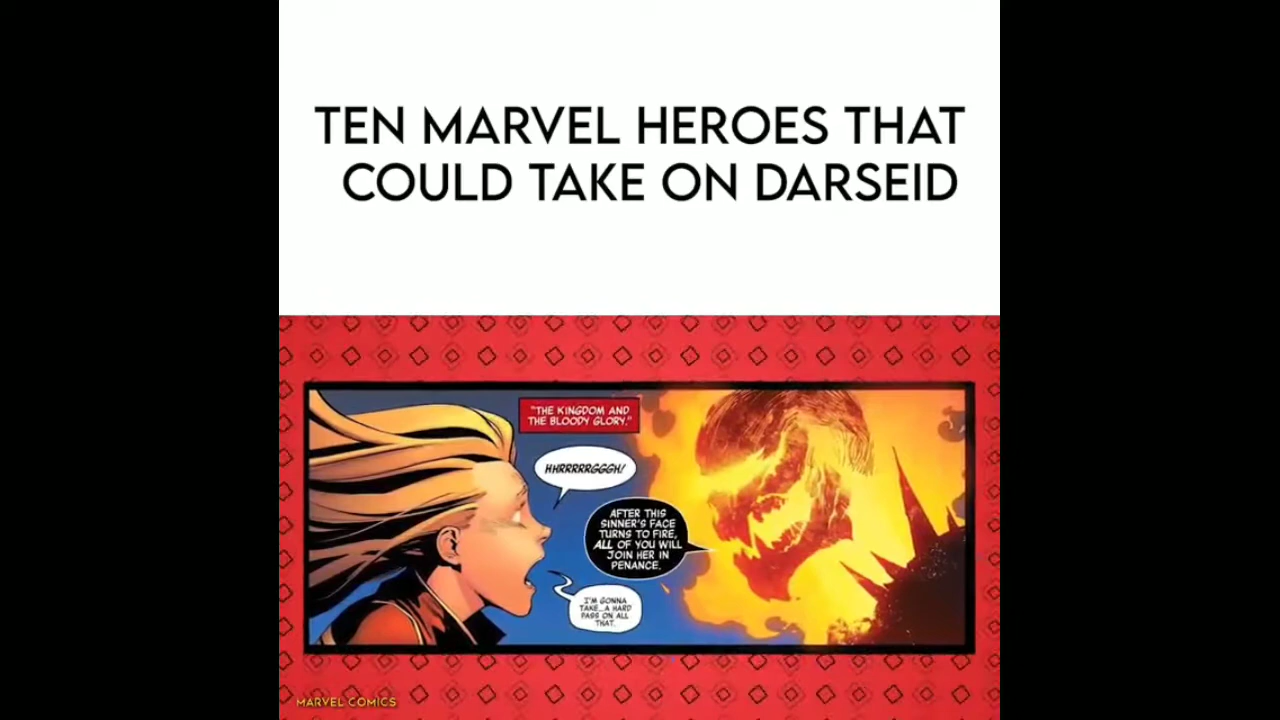 TEN MARVEL HEROES THAT
COULD TAKE ON DARSEID
"THE KINGDOM AND
THE BLOODY GLORY."
HHRRRRRGGGH!
AFTER THIS
SINNER'S FACE
TURNS TO FIRE,
ALL OF YOU WILL
JOIN HER IN
PENANCE.
I'M GONNA
TAKE...A HARD
PASS ON ALL
THAT.
MARVEL COMICS